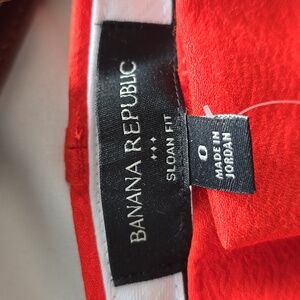 BANANA REPUBLIC
+++
SLOAN FIT
0
MADE IN
JORDAN